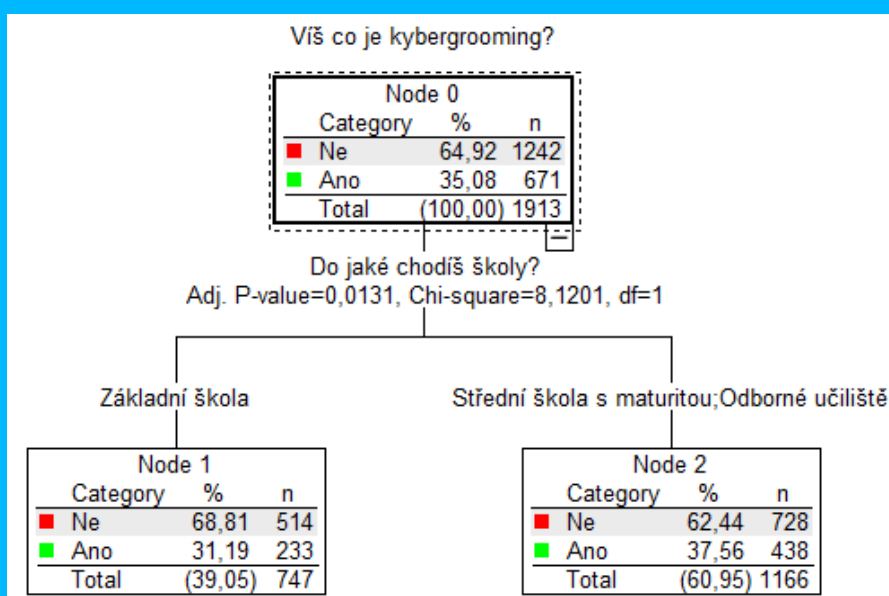 Víš co je kybergrooming?
Node 0
Category % n
Ne 64,92 1242
Ano 35,08 671
Total (100,00) 1913
Do jaké chodíš školy?
Adj. P-value=0,0131, Chi-square=8,1201, df=1
Základní škola
Střední škola s maturitou;Odborné učiliště
Node 1
Category % n
Ne 68,81 514
Ano 31,19 233
Total (39,05) 747
Node 2
Category % n
Ne 62,44 728
Ano 37,56 438
Total (60,95) 1166